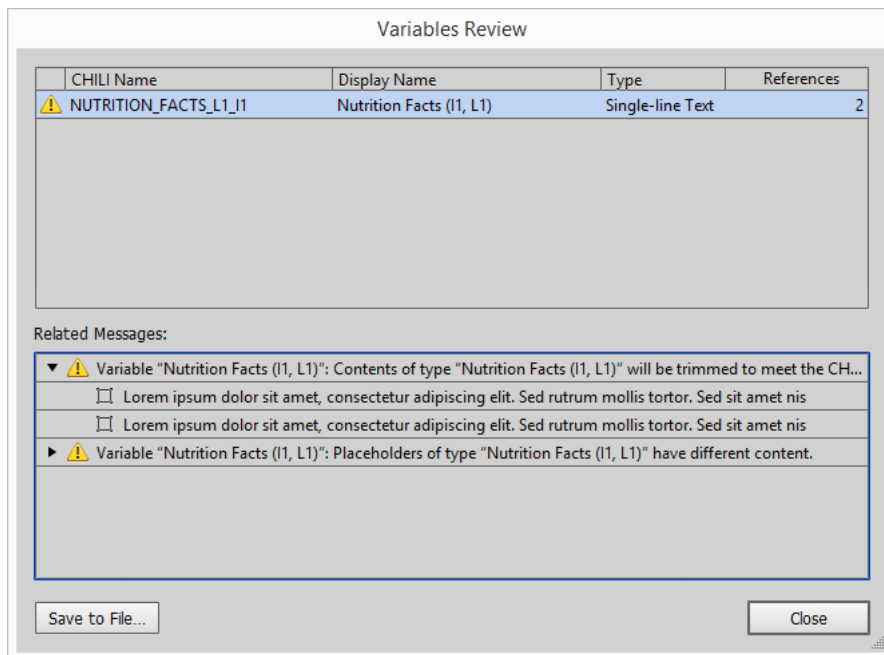 Variables Review
CHILI Name Display Name Type References
NUTRITION_FACTS_L1_I1 Nutrition Facts (I1, L1) Single-line Text 2
Related Messages:
Variable “Nutrition Facts (I1, L1)“: Contents of type “Nutrition Facts (I1, L1)“ will be trimmed to meet the CH...
Lorem ipsum dolor sit amet, consectetur adipiscing elit. Sed rutrum mollis tortor. Sed sit amet nis
Lorem ipsum dolor sit amet, consectetur adipiscing elit. Sed rutrum mollis tortor. Sed sit amet nis
Variable “Nutrition Facts (I1, L1)“: Placeholders of type “Nutrition Facts (I1, L1)“ have different content.
Save to File... Close